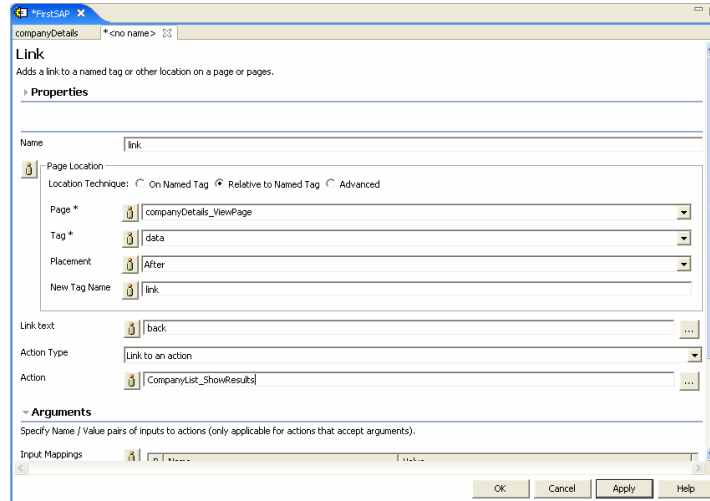 *FirstSAP
companyDetails
*<no name>
Link
Adds a link to a named tag or other location on a page or pages.
Properties
Name
link
Page Location
Location Technique: On Named Tag Relative to Named Tag Advanced
Page *
companyDetails_ViewPage
Tag *
data
Placement
After
New Tag Name
link
Link text
back
...
Action Type
Link to an action
Action
CompanyList_ShowResults
...
Arguments
Specify Name / Value pairs of inputs to actions (only applicable for actions that accept arguments).
Input Mappings
Name
Value
OK
Cancel
Apply
Help